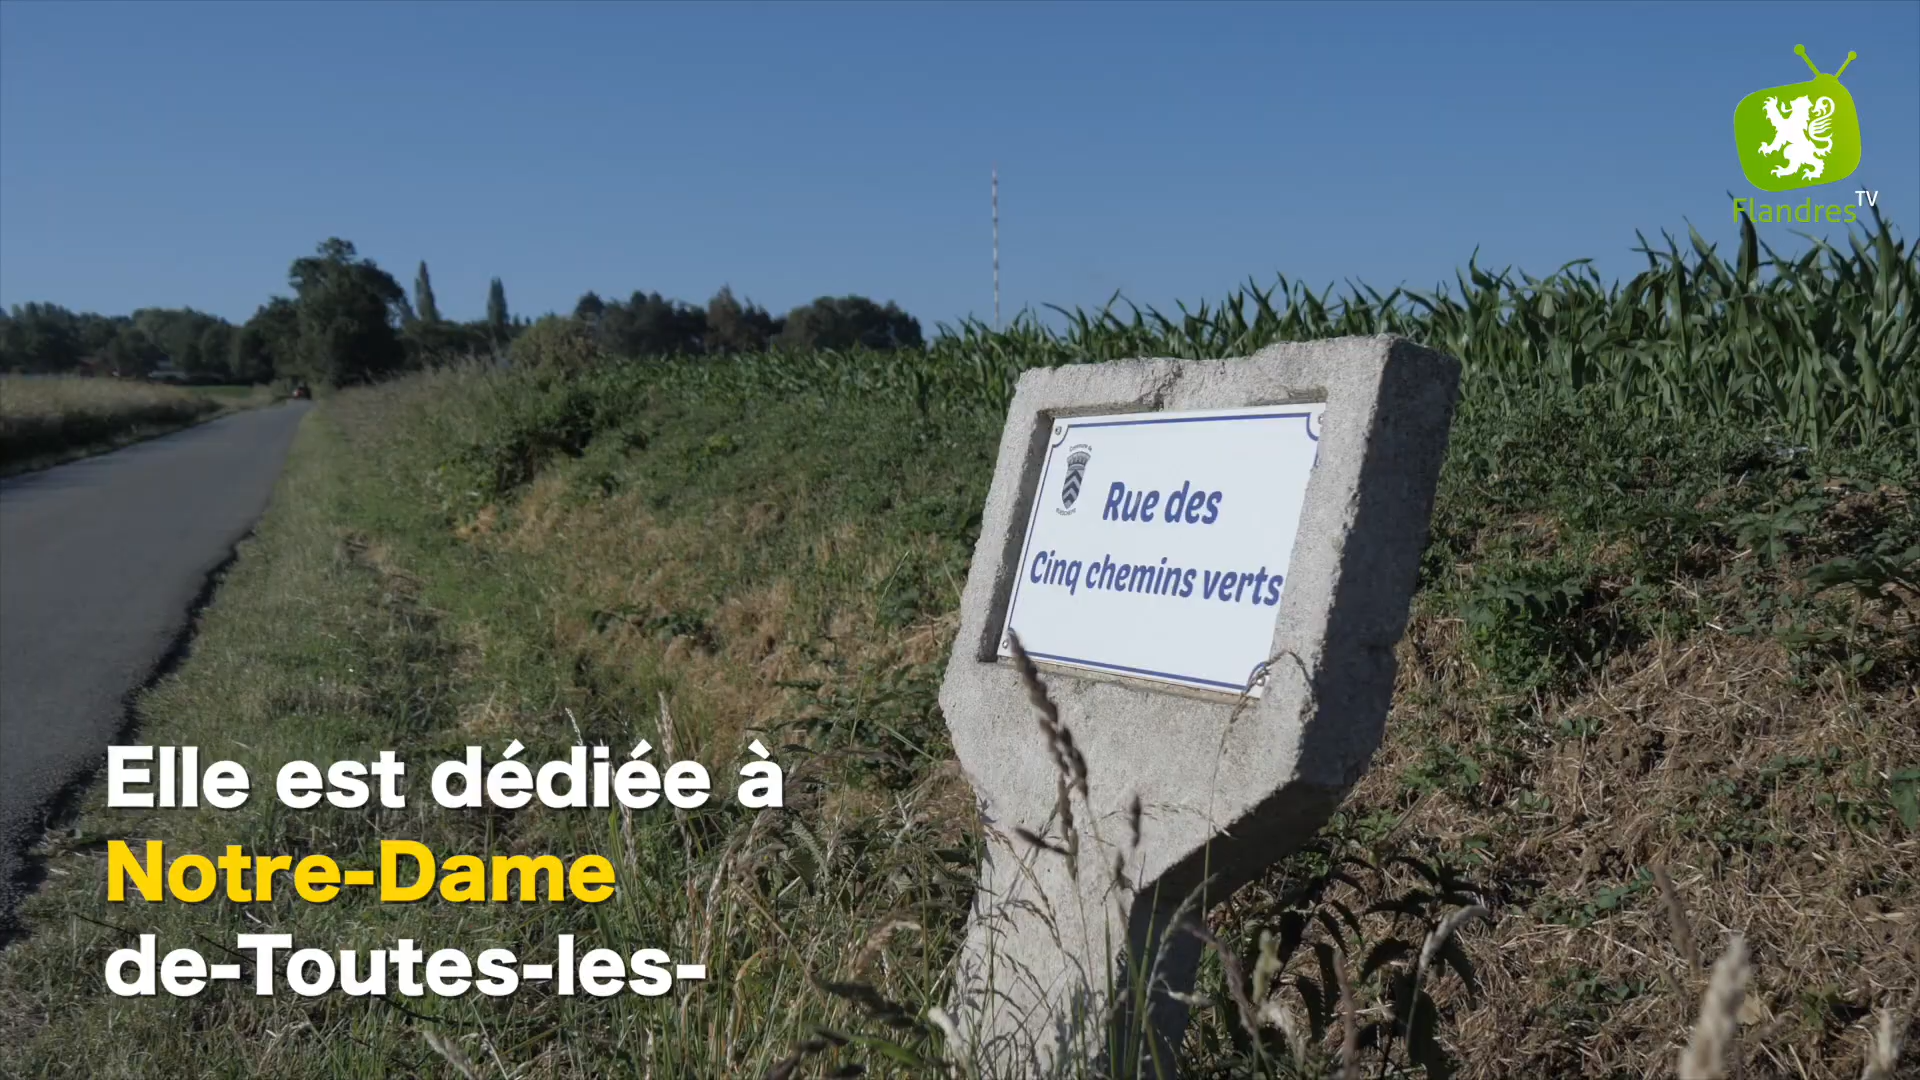 Flandres TV
Rue des
Cinq chemins verts
Elle est dédiée à
Notre-Dame
de-Toutes-les-